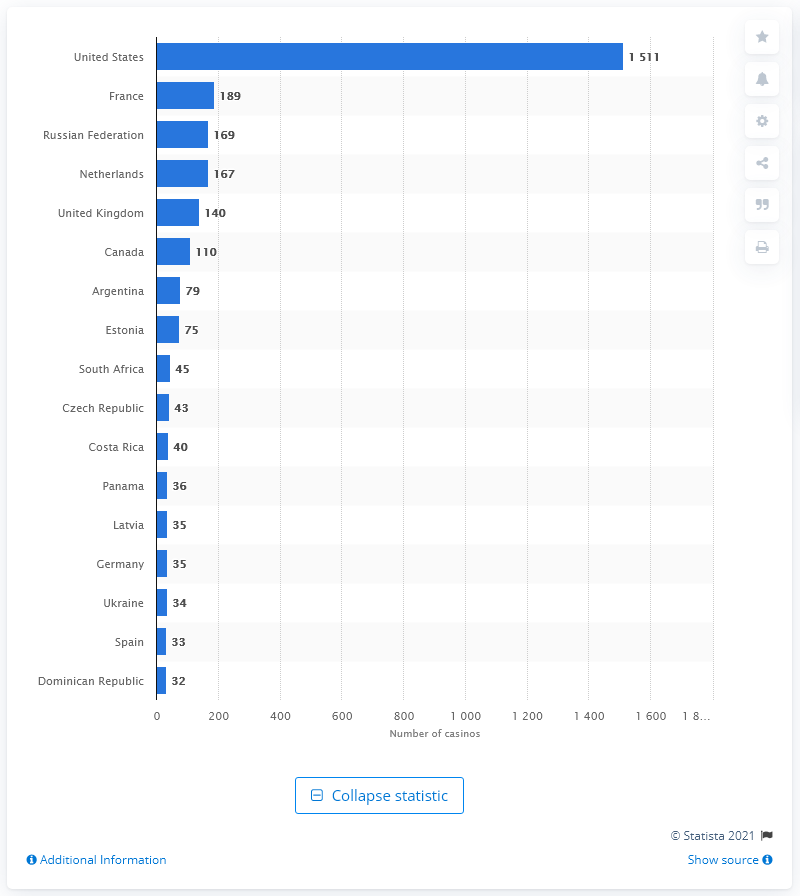 United States 1 511
France 189
Russian Federation 169
Netherlands 167
United Kingdom 140
Canada 110
Argentina 79
Estonia 75
South Africa 45
Czech Republic 43
Costa Rica 40
Panama 36
Latvia 35
Germany 35
Ukraine 34
Spain 33
Dominican Republic 32
0 200 400 600 800 1 000 1 200 1 400 1 600 1 8...
Number of casinos
Collapse statistic
© Statista 2021
Additional Information Show source